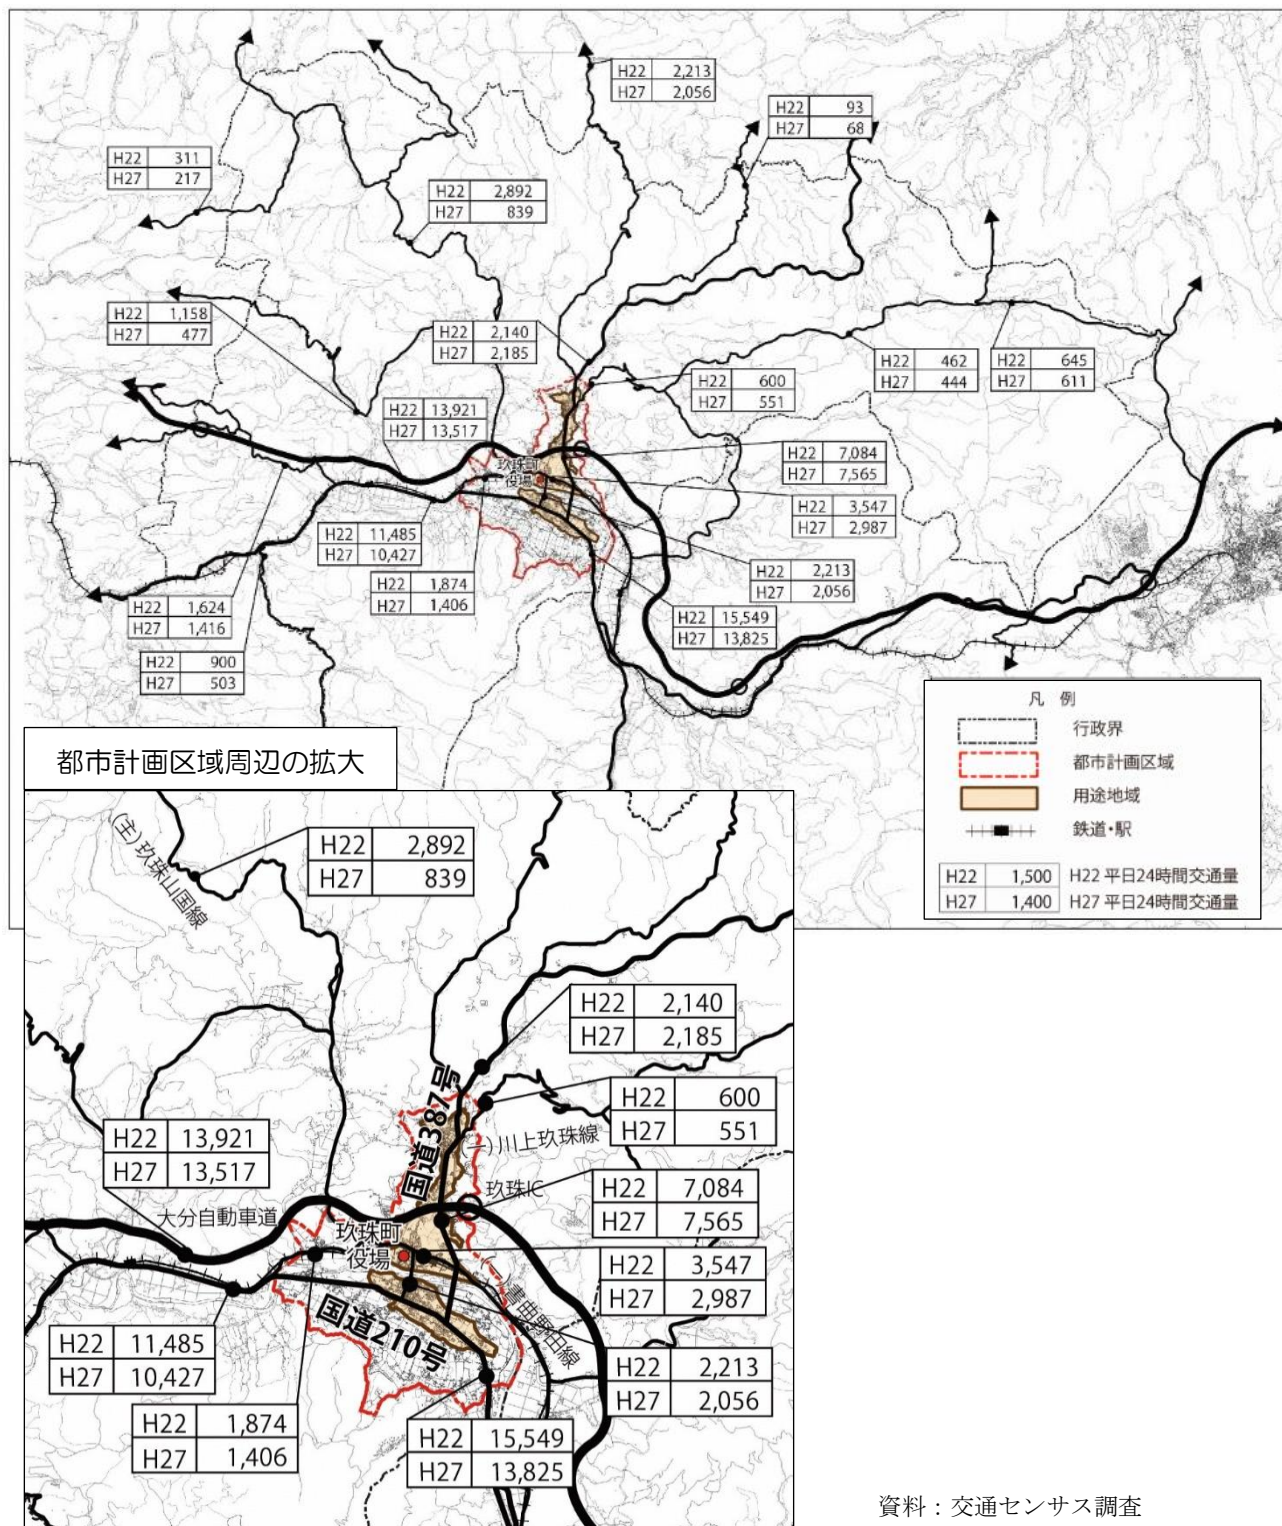 H22 2,213
H27 2,056
H22 93
H27 68
H22 311
H27 217
H22 2,892
H27 839
H22 1,158
H27 477
H22 2,140
H27 2,185
H22 462
H27 444
H22 645
H27 611
H22 600
H27 551
H22 13,921
H27 13,517
H22 7,084
H27 7,565
玖珠町
役場
H22 3,547
H27 2,987
H22 11,485
H27 10,427
H22 2,213
H27 2,056
H22 1,874
H27 1,406
H22 1,624
H27 1,416
H22 15,549
H27 13,825
H22 900
H27 503
凡 例
行政界
都市計画区域
用途地域
鉄道・駅
H22 1,500 H22 平日24時間交通量
H27 1,400 H27 平日24時間交通量
都市計画区域周辺の拡大
(主)玖珠山国線
H22 2,892
H27 839
H22 2,140
H27 2,185
国道387号
H22 600
H27 551
(一)川上玖珠線
H22 13,921
H27 13,517
玖珠IC
H22 7,084
H27 7,565
大分自動車道
玖珠町
役場
H22 3,547
H27 2,987
(一)書曲野田線
国道210号
H22 11,485
H27 10,427
H22 2,213
H27 2,056
H22 1,874
H27 1,406
H22 15,549
H27 13,825
資料：交通センサス調査